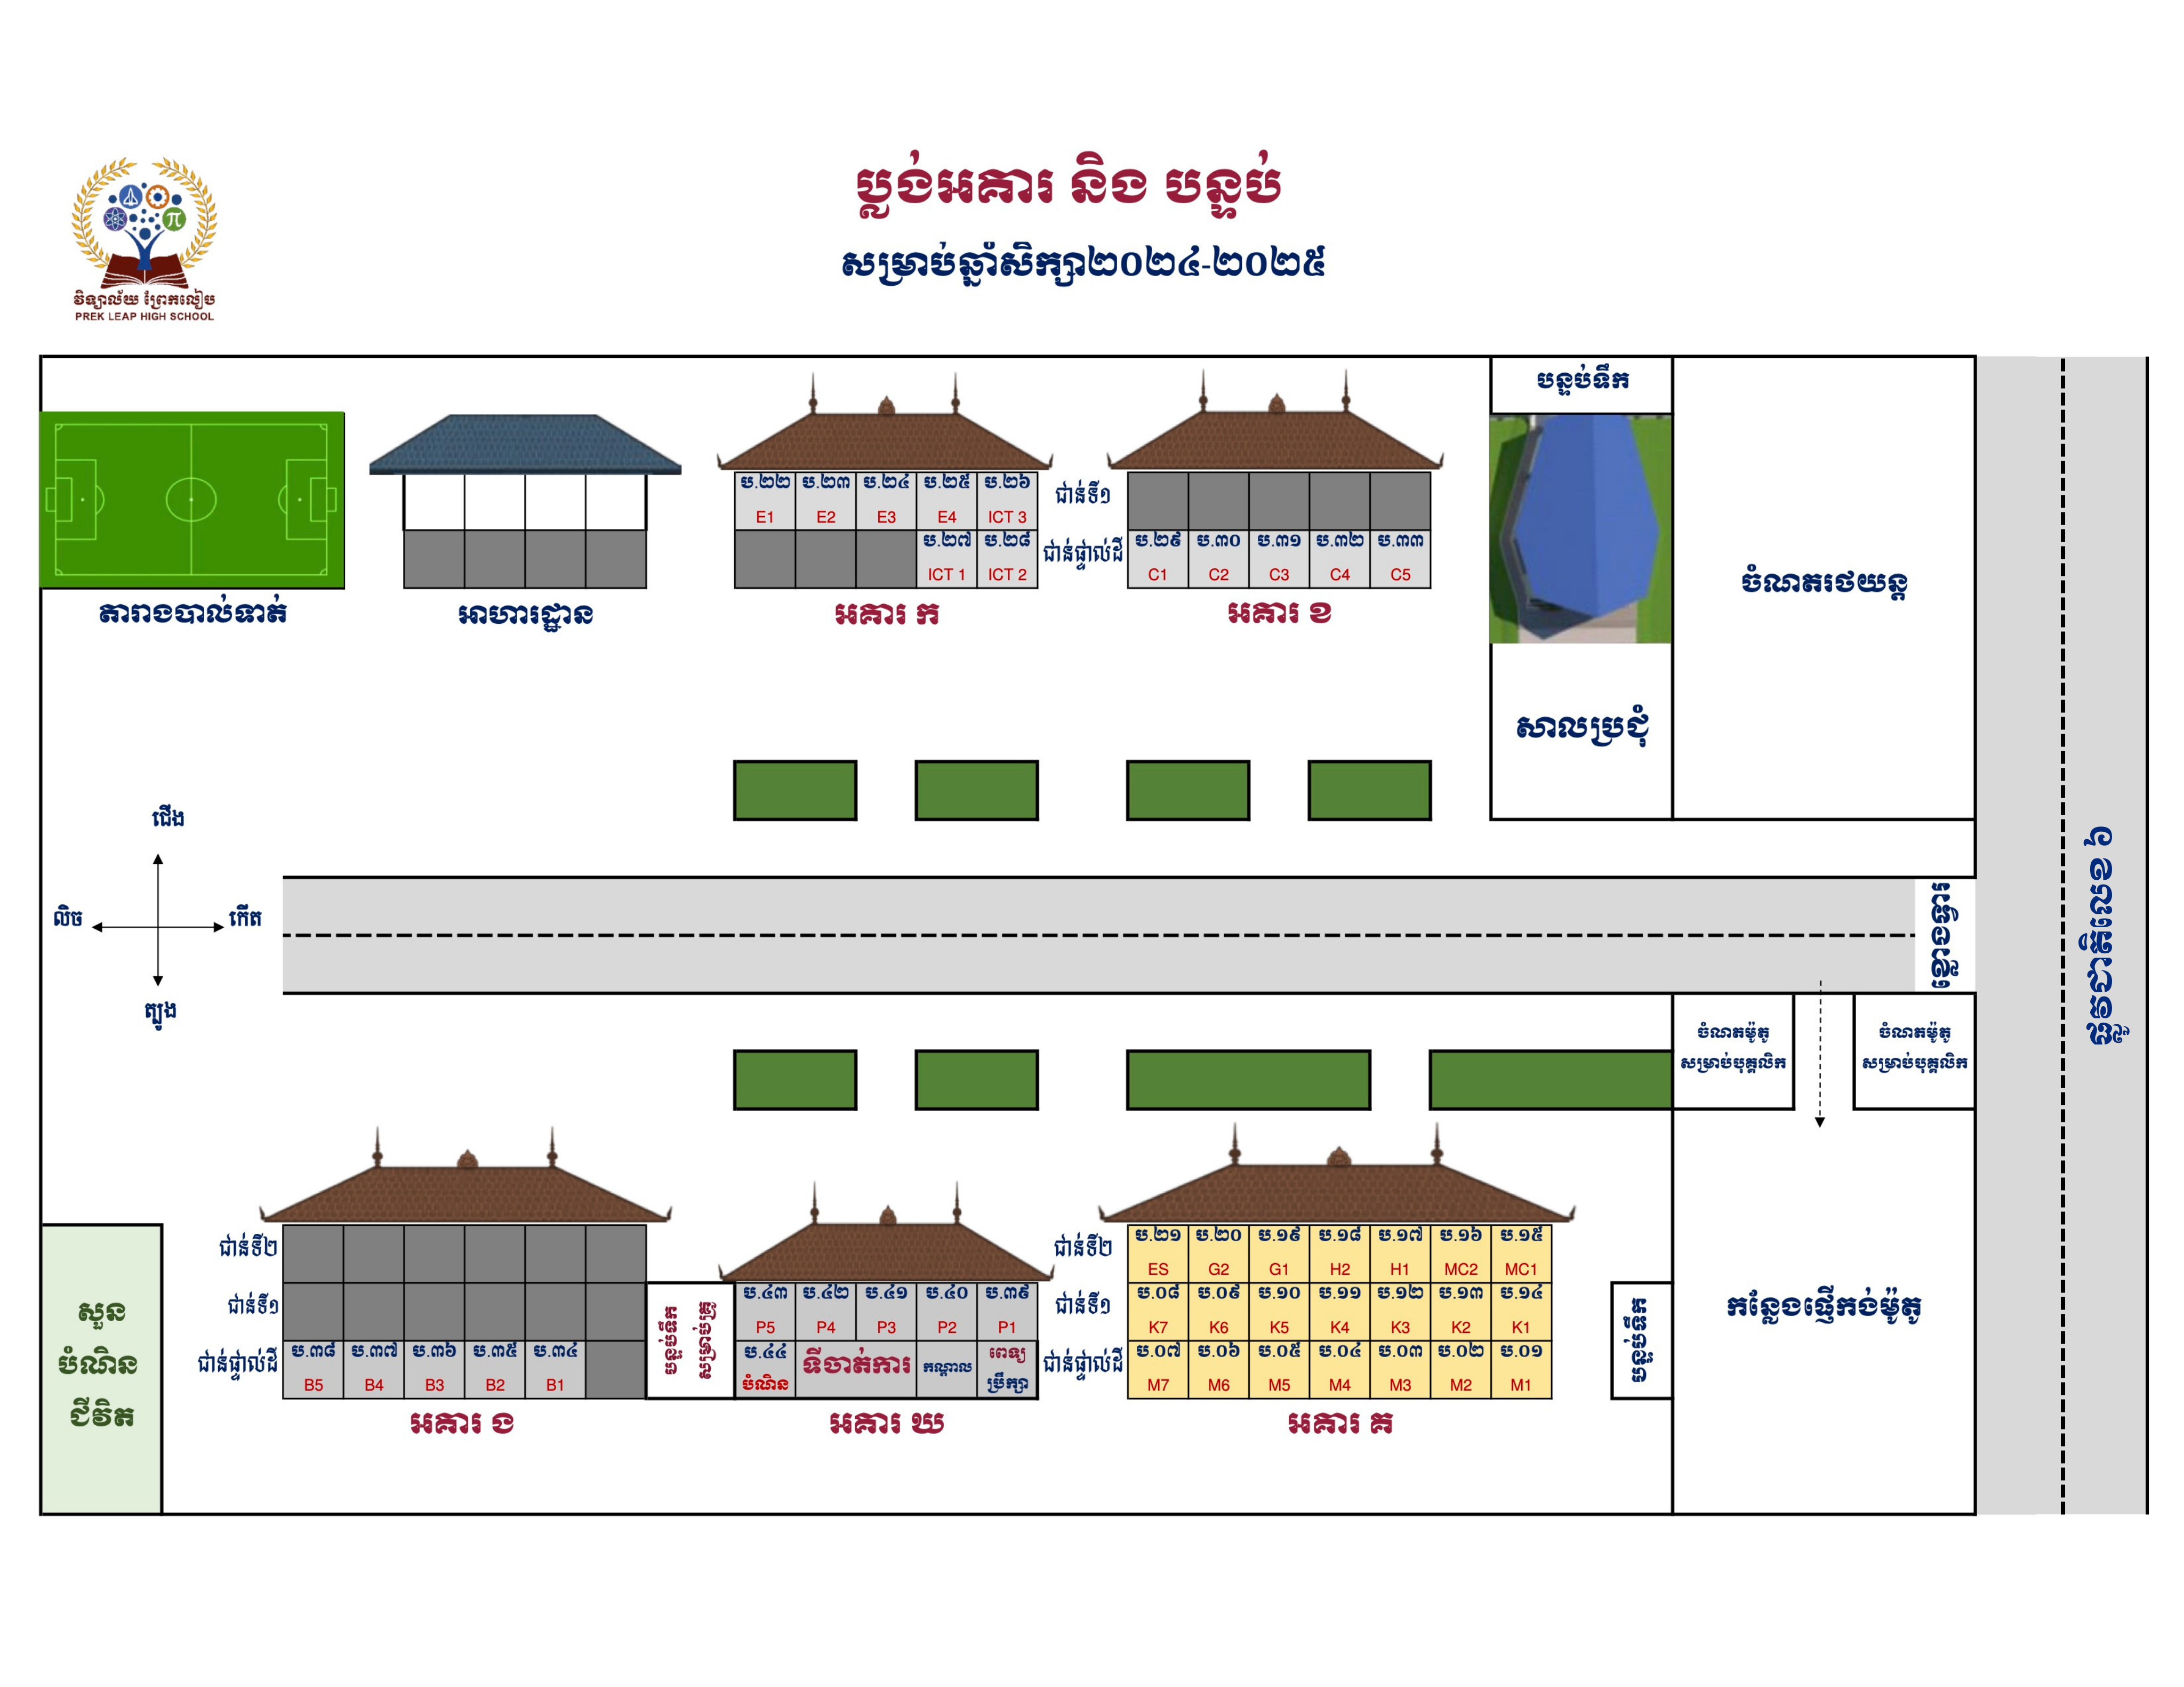 ប្លង់អគារ និង បន្ទប់
សម្រាប់ឆ្នាំសិក្សា២០២៤-២០២៥
វិទ្យាល័យ ព្រែកលៀប
PREK LEAP HIGH SCHOOL
បន្ទប់ទឹក
ប.២២ ប.២៣ ប.២៤ ប.២៥ ប.២៦
E1 E2 E3 E4 ICT 3
ជាន់ទី១
ប.២៧ ប.២៨
ICT 1 ICT 2
ជាន់ផ្ទាល់ដី
ប.២៩ ប.៣០ ប.៣១ ប.៣២ ប.៣៣
C1 C2 C3 C4 C5
តារាងបាល់ទាត់
អាហារដ្ឋាន
អគារ ក
អគារ ខ
ចំណតរថយន្ត
សាលប្រជុំ
ជើង
លិច
កើត
ត្បូង
ខ្លោងទ្វារ
ផ្លូវជាតិលេខ ៦
ចំណតម៉ូតូ
សម្រាប់បុគ្គលិក
ចំណតម៉ូតូ
សម្រាប់បុគ្គលិក
ជាន់ទី២
ជាន់ទី១
ជាន់ផ្ទាល់ដី
ប.៣៨ ប.៣៧ ប.៣៦ ប.៣៥ ប.៣៤
B5 B4 B3 B2 B1
អគារ ង
បន្ទប់ទឹក
សម្រាប់គ្រូ
ប.៤៣ ប.៤២ ប.៤១ ប.៤០ ប.៣៩
P5 P4 P3 P2 P1
ប.៤៤
បំណិន
ទីចាត់ការ
កណ្តាល
ពេទ្យ
ប្រឹក្សា
អគារ ឃ
ជាន់ទី២
ប.២១ ប.២០ ប.១៩ ប.១៨ ប.១៧ ប.១៦ ប.១៥
ES G2 G1 H2 H1 MC2 MC1
ជាន់ទី១
ប.០៨ ប.០៩ ប.១០ ប.១១ ប.១២ ប.១៣ ប.១៤
K7 K6 K5 K4 K3 K2 K1
ជាន់ផ្ទាល់ដី
ប.០៧ ប.០៦ ប.០៥ ប.០៤ ប.០៣ ប.០២ ប.០១
M7 M6 M5 M4 M3 M2 M1
អគារ គ
បន្ទប់ទឹក
កន្លែងផ្ញើកង់ម៉ូតូ
សួន
បំណិន
ជីវិត